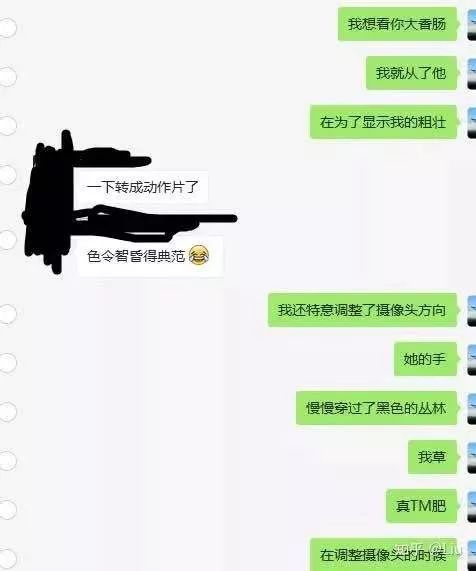 我想看你大香肠
我就从了他
在为了显示我的粗壮
一下转成动作片了
色令智昏得典范
我还特意调整了摄像头方向
她的手
慢慢穿过了黑色的丛林
我草
真TM肥
在调整摄像头的时候
知乎 @Liu